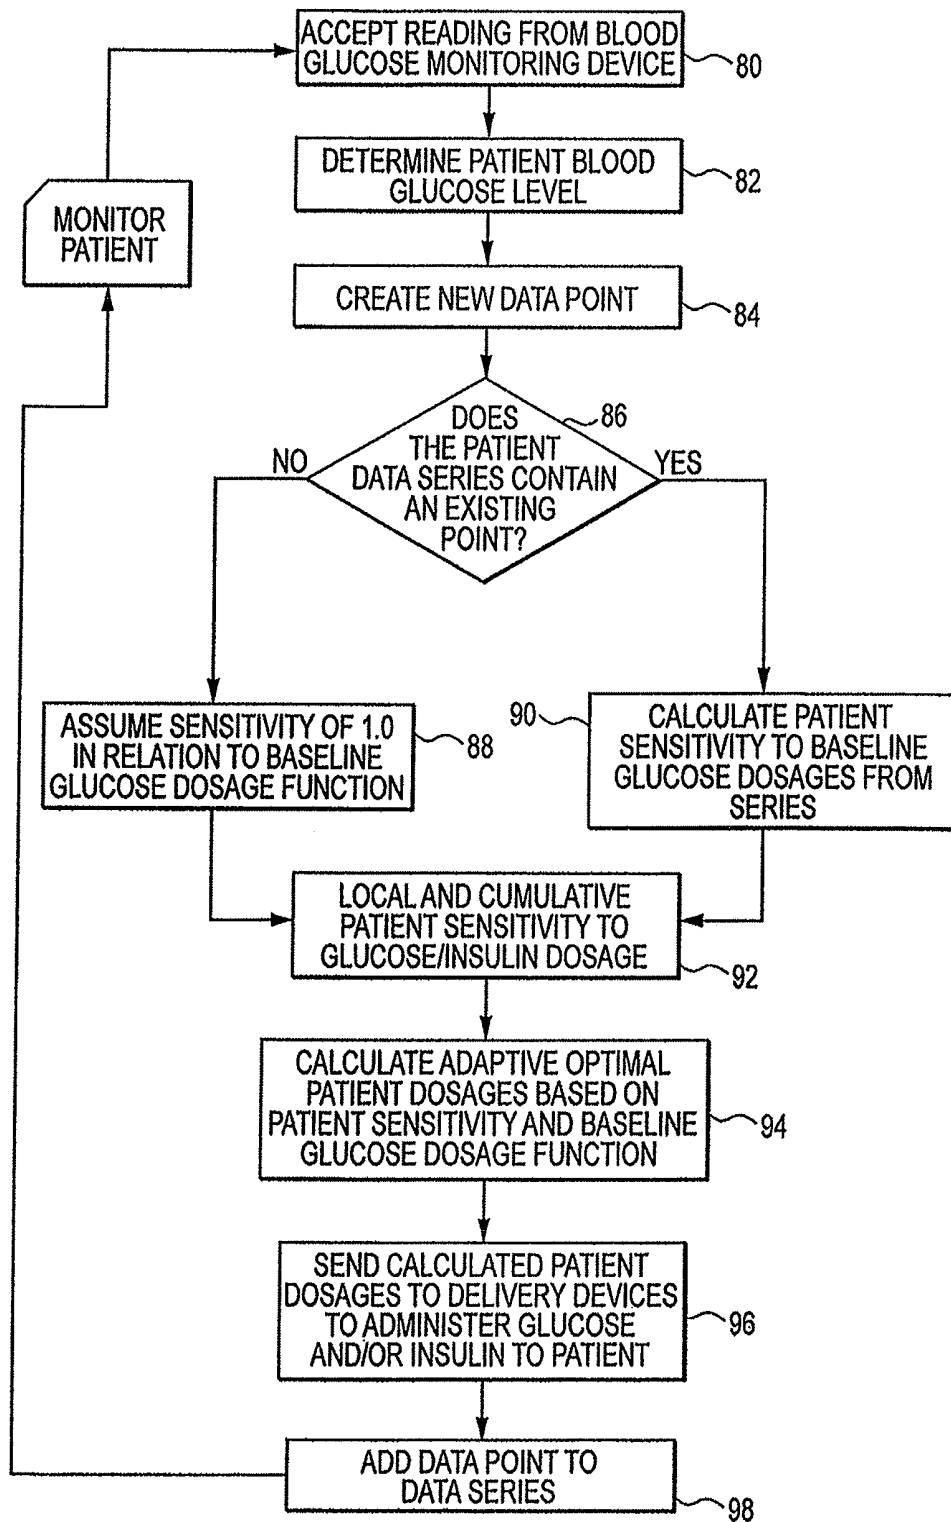 ACCEPT READING FROM BLOOD
GLUCOSE MONITORING DEVICE
80
DETERMINE PATIENT BLOOD
GLUCOSE LEVEL
82
MONITOR
PATIENT
CREATE NEW DATA POINT
84
DOES
THE PATIENT
DATA SERIES CONTAIN
AN EXISTING
POINT?
86
NO
YES
ASSUME SENSITIVITY OF 1.0
IN RELATION TO BASELINE
GLUCOSE DOSAGE FUNCTION
88
90
CALCULATE PATIENT
SENSITIVITY TO BASELINE
GLUCOSE DOSAGES FROM
SERIES
LOCAL AND CUMULATIVE
PATIENT SENSITIVITY TO
GLUCOSE/INSULIN DOSAGE
92
CALCULATE ADAPTIVE OPTIMAL
PATIENT DOSAGES BASED ON
PATIENT SENSITIVITY AND BASELINE
GLUCOSE DOSAGE FUNCTION
94
SEND CALCULATED PATIENT
DOSAGES TO DELIVERY DEVICES
TO ADMINISTER GLUCOSE
AND/OR INSULIN TO PATIENT
96
ADD DATA POINT TO
DATA SERIES
98